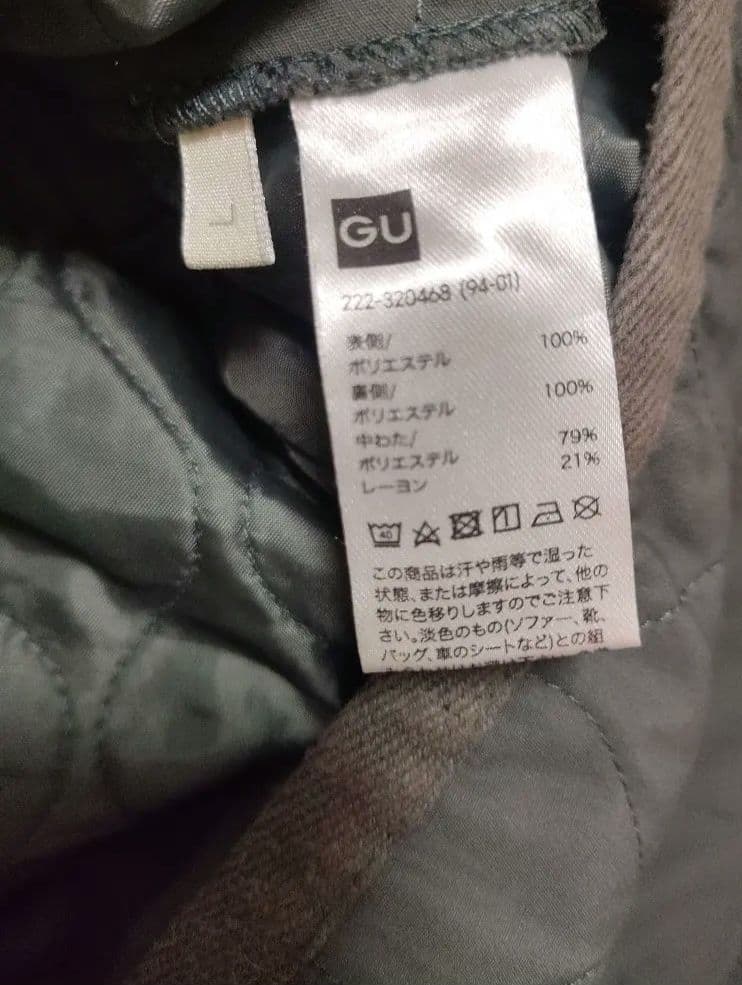 L
GU
222-320468 (94-01)
表側/ 100%
ポリエステル
裏側/ 100%
ポリエステル
中わた/ 79%
ポリエステル 21%
レーヨン
40
この商品は汗や雨等で湿った
状態、または摩擦によって、他の
物に色移りしますのでご注意下
さい。淡色のもの(ソファー、靴、
バッグ、車のシートなど)との組